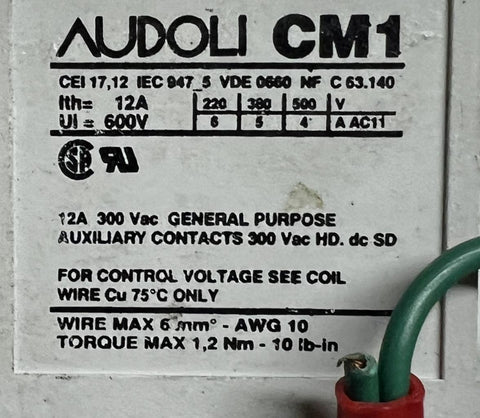 AUDOLI CM1
CEI 17,12 IEC 947_5 VDE 0660 NF C 63.140
Ith= 12A 220 380 500 V
Ui = 600V 6 5 4 A AC11
12A 300 Vac GENERAL PURPOSE
AUXILIARY CONTACTS 300 Vac HD. dc SD
FOR CONTROL VOLTAGE SEE COIL
WIRE Cu 75°C ONLY
WIRE MAX 6 mm² - AWG 10
TORQUE MAX 1,2 Nm - 10 lb-in